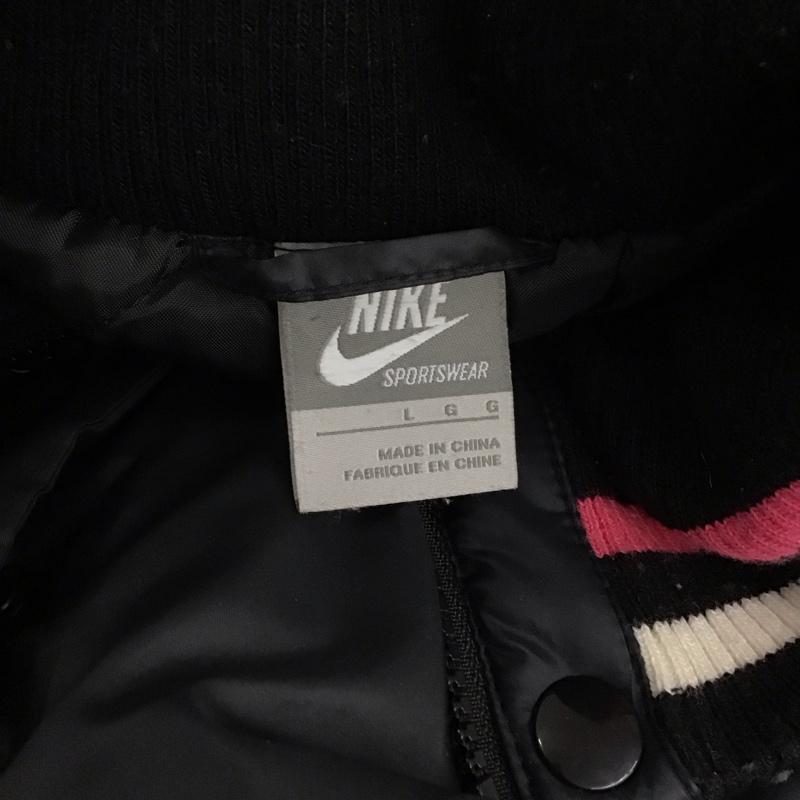 NIKE
SPORTSWEAR
L G G
MADE IN CHINA
FABRIQUE EN CHINE